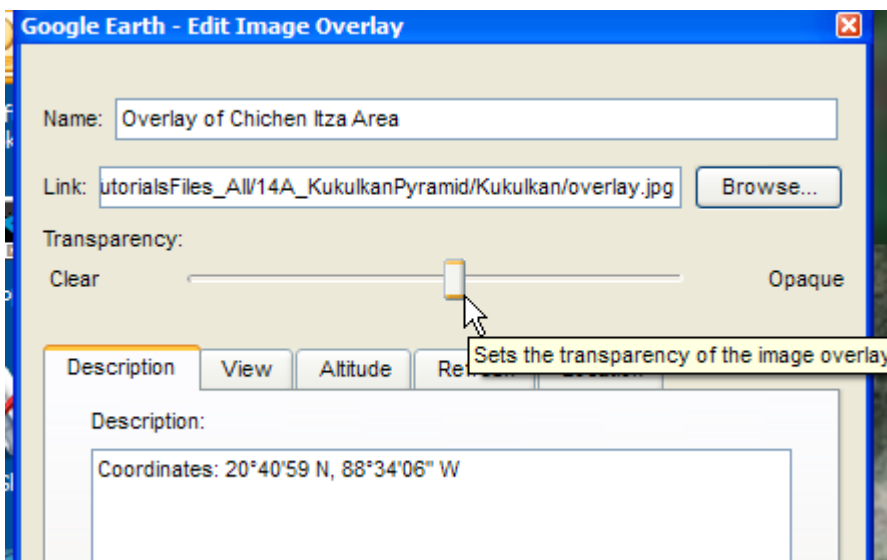 Google Earth - Edit Image Overlay
Name: Overlay of Chichen Itza Area
Link: utorialsFiles_All/14A_KukulkanPyramid/Kukulkan/overlay.jpg Browse...
Transparency:
Clear Opaque
Sets the transparency of the image overlay
Description View Altitude
Description:
Coordinates: 20°40'59 N, 88°34'06" W